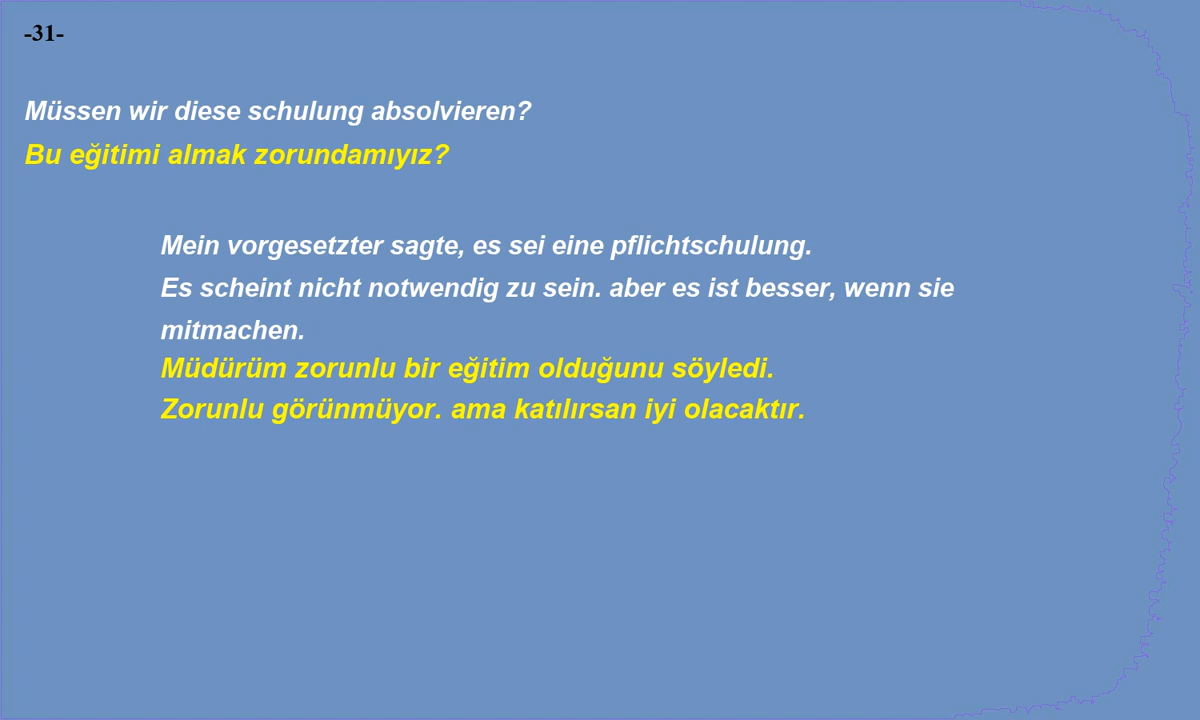 -31-
Müssen wir diese schulung absolvieren?
Bu eğitimi almak zorundamıyız?
Mein vorgesetzter sagte, es sei eine pflichtschulung.
Es scheint nicht notwendig zu sein. aber es ist besser, wenn sie
mitmachen.
Müdürüm zorunlu bir eğitim olduğunu söyledi.
Zorunlu görünmüyor. ama katılırsan iyi olacaktır.